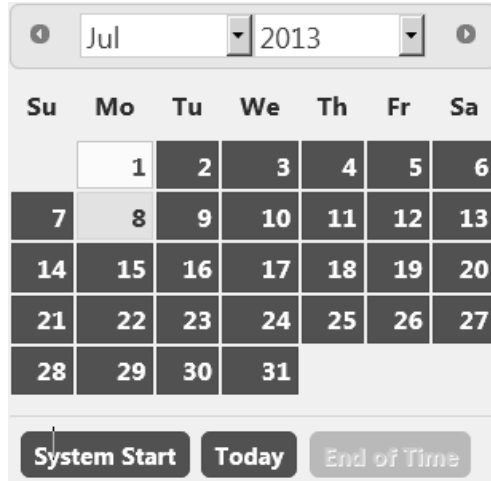 Jul 2013
Su Mo Tu We Th Fr Sa
1 2 3 4 5 6
7 8 9 10 11 12 13
14 15 16 17 18 19 20
21 22 23 24 25 26 27
28 29 30 31
System Start Today End of Time